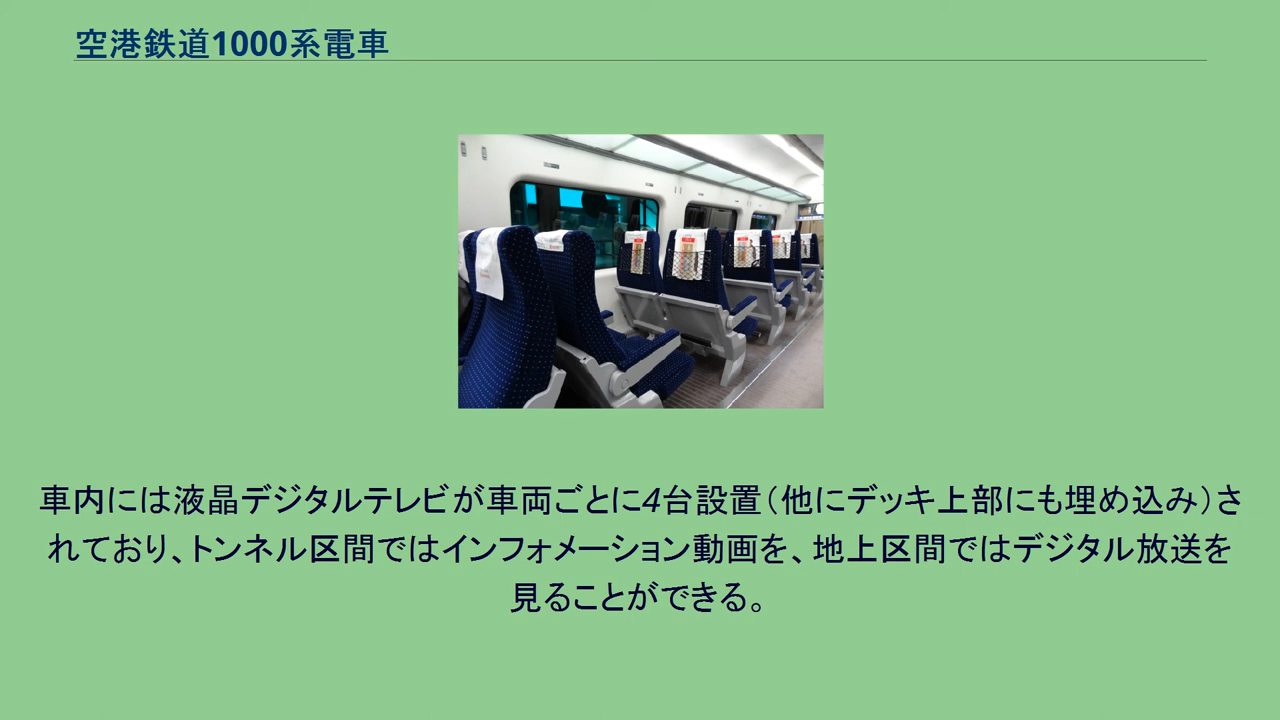 空港鉄道1000系電車
車内には液晶デジタルテレビが車両ごとに4台設置（他にデッキ上部にも埋め込み）さ
れており、トンネル区間ではインフォメーション動画を、地上区間ではデジタル放送を
見ることができる。